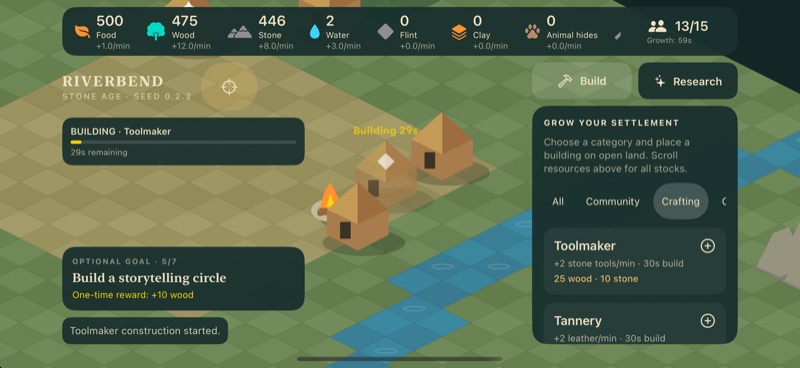 500
Food
+1.0/min
475
Wood
+12.0/min
446
Stone
+8.0/min
2
Water
+3.0/min
0
Flint
+0.0/min
0
Clay
+0.0/min
0
Animal hides
+0.0/min
13/15
Growth: 59s
RIVERBEND
STONE AGE · SEED 0.2.2
Build
Research
BUILDING · Toolmaker
29s remaining
Building 29s
GROW YOUR SETTLEMENT
Choose a category and place a
building on open land. Scroll
resources above for all stocks.
All
Community
Crafting
Toolmaker
+2 stone tools/min · 30s build
25 wood · 10 stone
Tannery
+2 leather/min · 30s build
OPTIONAL GOAL · 5/7
Build a storytelling circle
One-time reward: +10 wood
Toolmaker construction started.